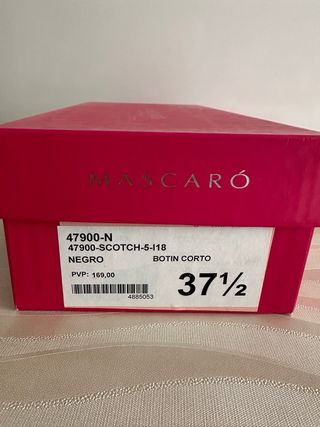 MASCARÓ
47900-N
47900-SCOTCH-5-I18
NEGRO BOTIN CORTO
PVP: 169,00
4885053
37½